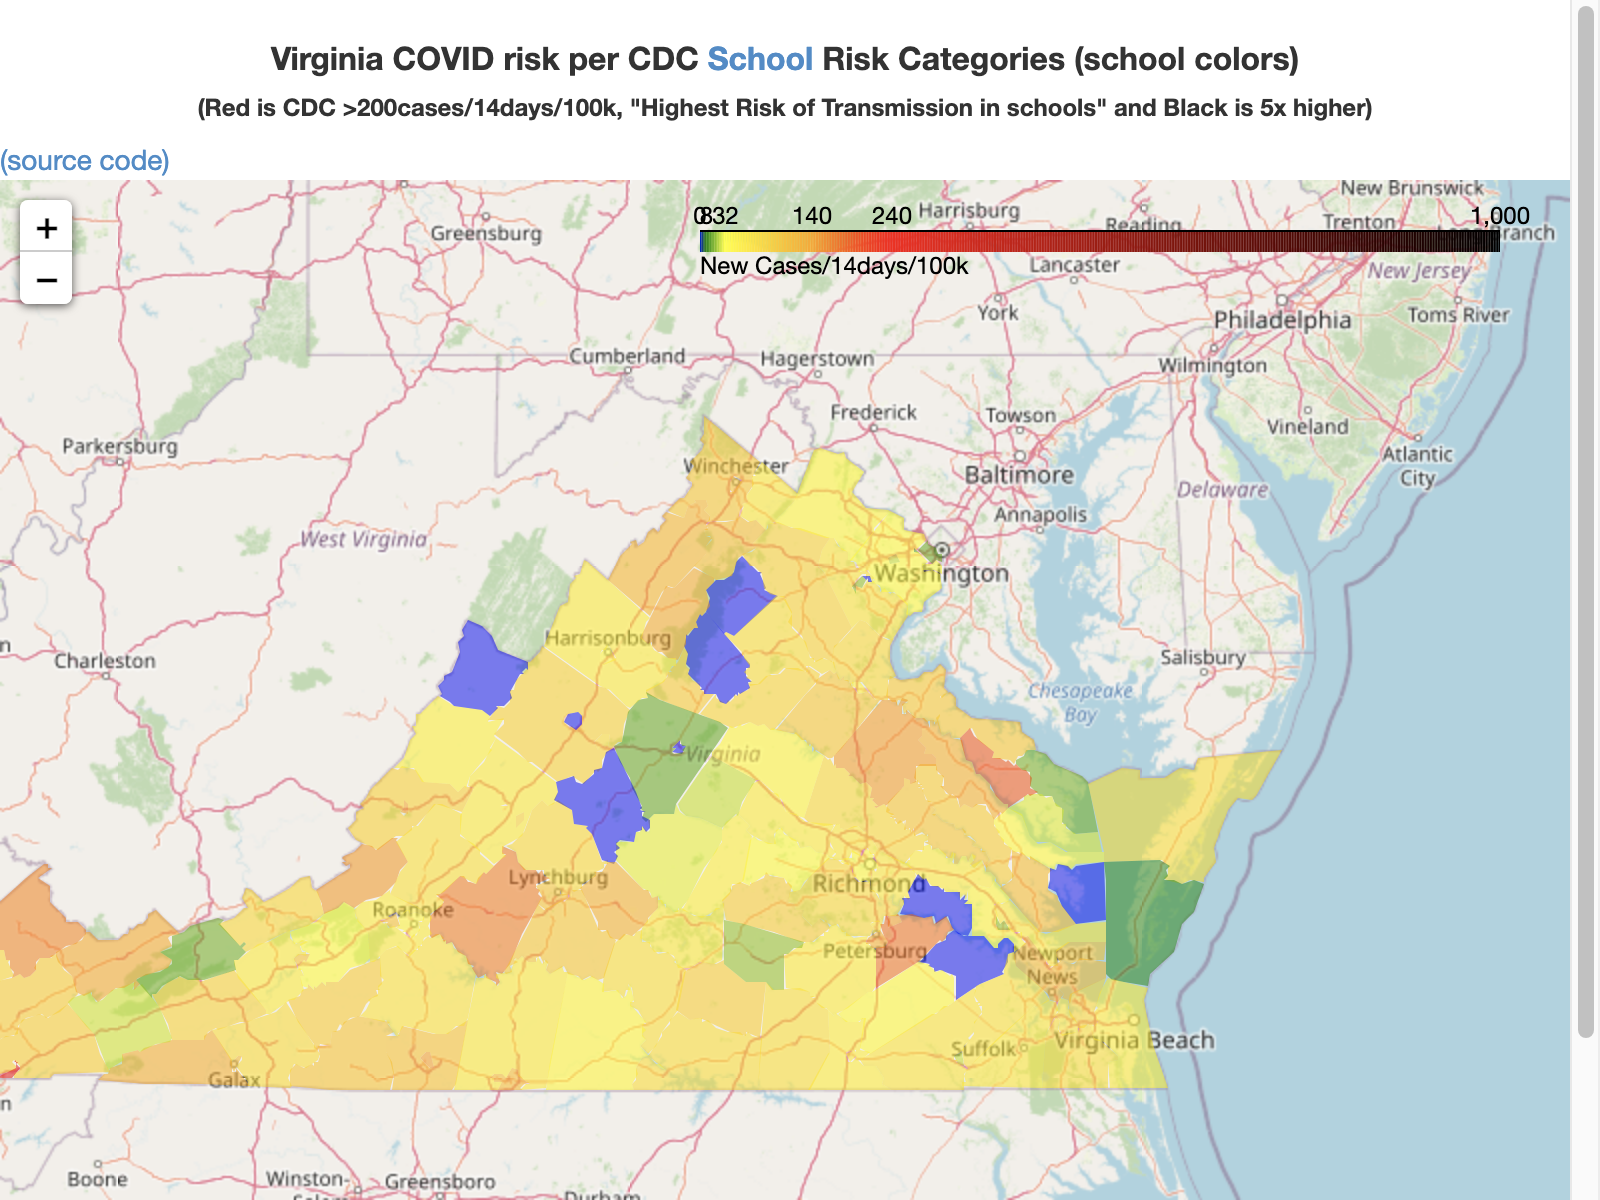 Virginia COVID risk per CDC School Risk Categories (school colors)
(Red is CDC >200cases/14days/100k, "Highest Risk of Transmission in schools" and Black is 5x higher)
(source code)
+
−
0 8 32 140 240 1,000
New Cases/14days/100k
New Brunswick
Harrisburg
Reading
Trenton
Branch
Greensburg
Lancaster
New Jersey
York
Philadelphia
Toms River
Cumberland
Hagerstown
Wilmington
Frederick
Towson
Vineland
Parkersburg
Winchester
Baltimore
Atlantic
City
Delaware
Annapolis
West Virginia
Washington
Harrisonburg
Charleston
Salisbury
Chesapeake
Bay
Virginia
Lynchburg
Richmond
Roanoke
Petersburg
Newport
News
Suffolk
Virginia Beach
Galax
Boone
Winston-
Greensboro
Durham